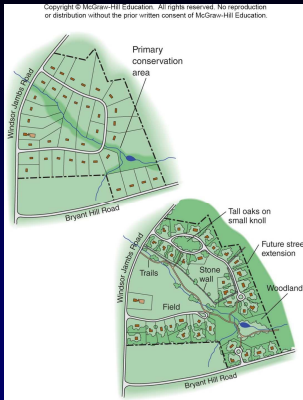 Copyright © McGraw-Hill Education. All rights reserved. No reproduction
or distribution without the prior written consent of McGraw-Hill Education.
Primary
conservation
area
Windsor Jambs Road
Bryant Hill Road
Tall oaks on
small knoll
Future stree
extension
Windsor Jambs Road
Trails
Stone
wall
Woodland
Field
Bryant Hill Road